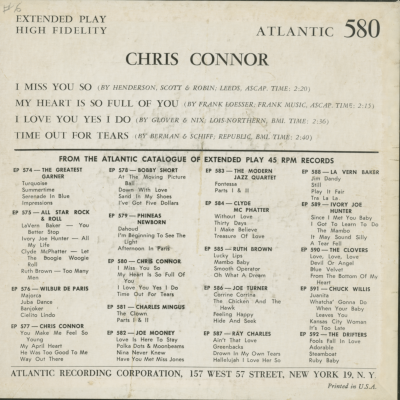 EXTENDED PLAY
HIGH FIDELITY
ATLANTIC 580
CHRIS CONNOR
I MISS YOU SO (BY HENDERSON, SCOTT & ROBIN; LEEDS, ASCAP. TIME: 2:20)
MY HEART IS SO FULL OF YOU (BY FRANK LOESSER; FRANK MUSIC, ASCAP. TIME: 2:15)
I LOVE YOU YES I DO (BY GLOVER & NIX; LOIS-NORTHERN, BMI. TIME: 2:36)
TIME OUT FOR TEARS (BY BERMAN & SCHIFF; REPUBLIC, BMI. TIME: 2:40)
FROM THE ATLANTIC CATALOGUE OF EXTENDED PLAY 45 RPM RECORDS
EP 574 — THE GREATEST
GARNER
Turquoise
Summertime
Serenade In Blue
Impressions
EP 575 — ALL STAR ROCK
& ROLL
LaVern Baker — You
Better Stop
Ivory Joe Hunter — All
My Life
Clyde McPhatter — Let
The Boogie Woogie
Roll
Ruth Brown — Too Many
Men
EP 576 — WILBUR DE PARIS
Majorca
Juba Dance
Banjoker
Cielito Lindo
EP 577 — CHRIS CONNOR
You Make Me Feel So
Young
My April Heart
He Was Too Good To Me
Way Out There
EP 578 — BOBBY SHORT
At The Moving Picture
Ball
Down With Love
Sand In My Shoes
I've Got Five Dollars
EP 579 — PHINEAS
NEWBORN
Dahoud
I'm Beginning To See The
Light
Afternoon In Paris
EP 580 — CHRIS CONNOR
I Miss You So
My Heart Is So Full Of
You
I Love You Yes I Do
Time Out For Tears
EP 581 — CHARLES MINGUS
The Clown
Parts I & II
EP 582 — JOE MOONEY
Love Is Here To Stay
Polka Dots & Moonbeams
Nina Never Knew
Have You Met Miss Jones
EP 583 — THE MODERN
JAZZ QUARTET
Fontessa
Parts I & II
EP 584 — CLYDE
MC PHATTER
Without Love
Thirty Days
I Make Believe
Treasure Of Love
EP 585 — RUTH BROWN
Lucky Lips
Mambo Baby
Smooth Operator
Oh What A Dream
EP 586 — JOE TURNER
Corrine Corrina
The Chicken And The
Hawk
Feeling Happy
Hide And Seek
EP 587 — RAY CHARLES
Ain't That Love
Greenbacks
Drown In My Own Tears
Hallelujah I Love Her So
EP 588 — LA VERN BAKER
Jim Dandy
Still
Play It Fair
Tra La La
EP 589 — IVORY JOE
HUNTER
Since I Met You Baby
I Got To Learn To Do
The Mambo
It May Sound Silly
A Tear Fell
EP 590 — THE CLOVERS
Love, Love, Love
Devil Or Angel
Blue Velvet
From The Bottom Of My
Heart
EP 591 — CHUCK WILLIS
Juanita
Whatcha' Gonna Do
When Your Baby
Leaves You
Kansas City Woman
It's Too Late
EP 592 — THE DRIFTERS
Fools Fall In Love
Adorable
Steamboat
Ruby Baby
ATLANTIC RECORDING CORPORATION, 157 WEST 57 STREET, NEW YORK 19, N. Y.
Printed in U.S.A.